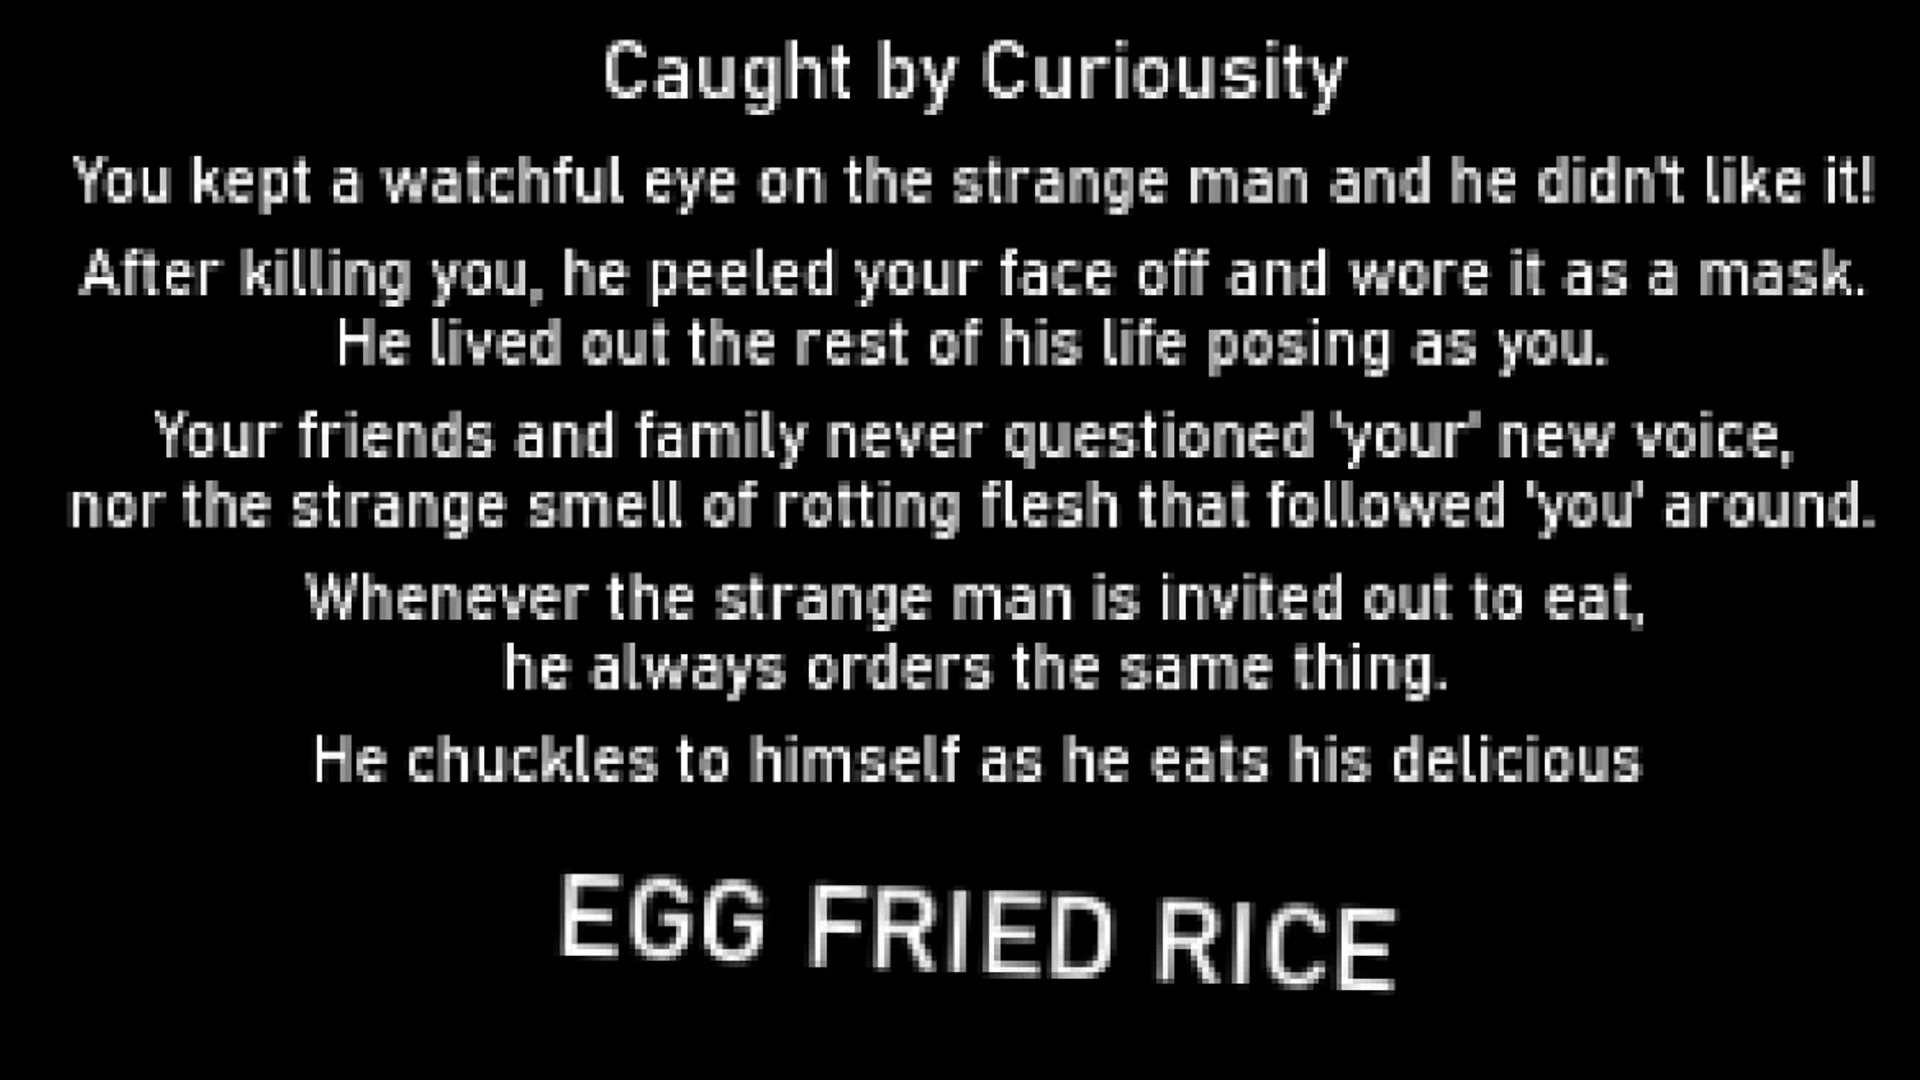 Caught by Curiousity
You kept a watchful eye on the strange man and he didn't like it!
After killing you, he peeled your face off and wore it as a mask.
He lived out the rest of his life posing as you.
Your friends and family never questioned 'your' new voice,
nor the strange smell of rotting flesh that followed 'you' around.
Whenever the strange man is invited out to eat,
he always orders the same thing.
He chuckles to himself as he eats his delicious
EGG FRIED RICE